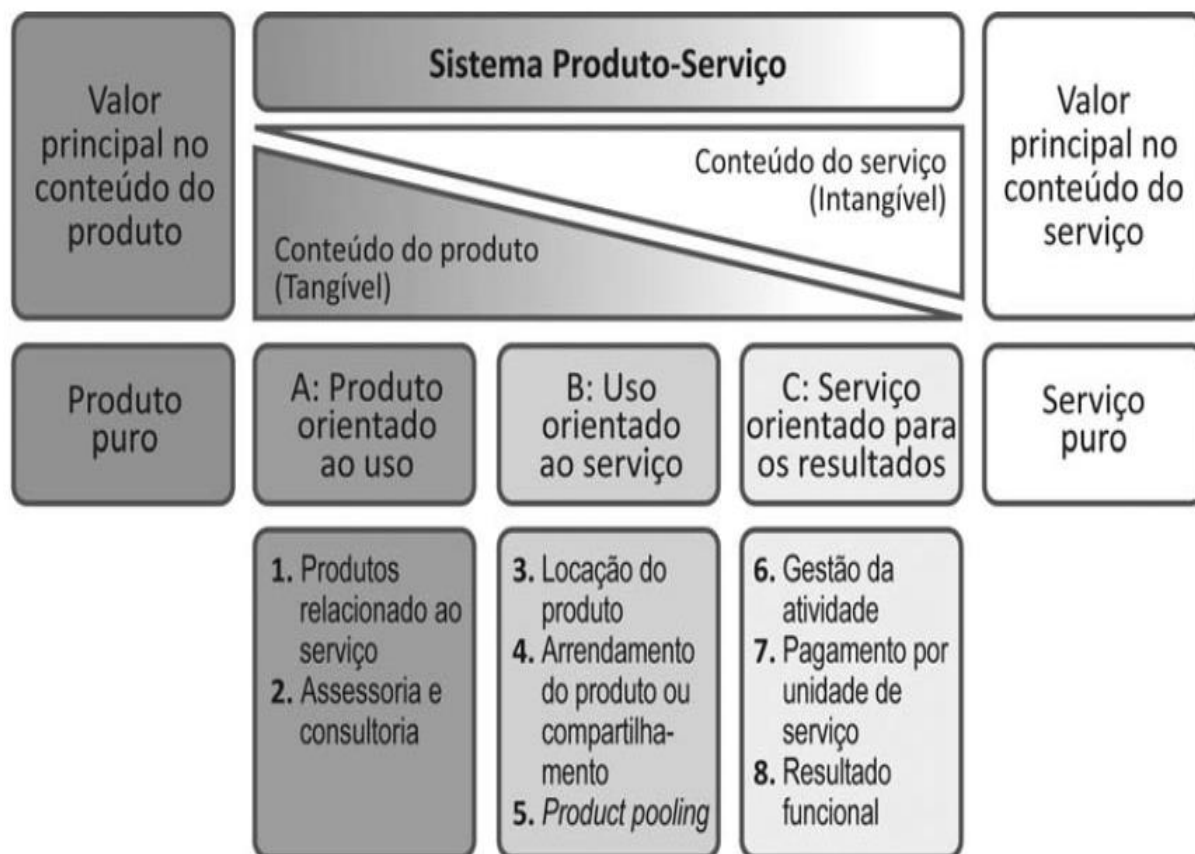 Valor
principal no
conteúdo do
produto
Sistema Produto-Serviço
Conteúdo do serviço
(Intangível)
Conteúdo do produto
(Tangível)
Valor
principal no
conteúdo do
serviço
Produto
puro
A: Produto
orientado
ao uso
B: Uso
orientado
ao serviço
C: Serviço
orientado para
os resultados
Serviço
puro
1. Produtos
relacionado ao
serviço
2. Assessoria e
consultoria
3. Locação do
produto
4. Arrendamento
do produto ou
compartilha-
mento
5. Product pooling
6. Gestão da
atividade
7. Pagamento por
unidade de
serviço
8. Resultado
funcional